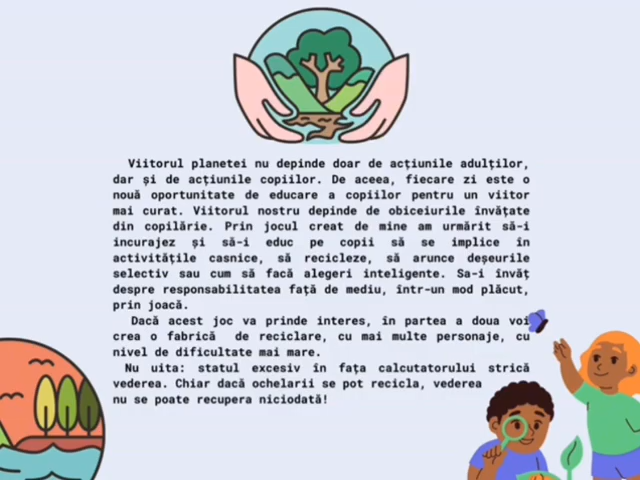 Viitorul planetei nu depinde doar de acțiunile adulților,
dar și de acțiunile copiilor. De aceea, fiecare zi este o
nouă oportunitate de educare a copiilor pentru un viitor
mai curat. Viitorul nostru depinde de obiceiurile învățate
din copilărie. Prin jocul creat de mine am urmărit să-i
incurajez și să-i educ pe copii să se implice în
activitățile casnice, să recicleze, să arunce deșeurile
selectiv sau cum să facă alegeri inteligente. Sa-i învăț
despre responsabilitatea față de mediu, într-un mod plăcut,
prin joacă.
Dacă acest joc va prinde interes, în partea a doua voi
crea o fabrică de reciclare, cu mai multe personaje, cu
nivel de dificultate mai mare.
Nu uita: statul excesiv în fața calcutatorului strică
vederea. Chiar dacă ochelarii se pot recicla, vederea
nu se poate recupera niciodată!